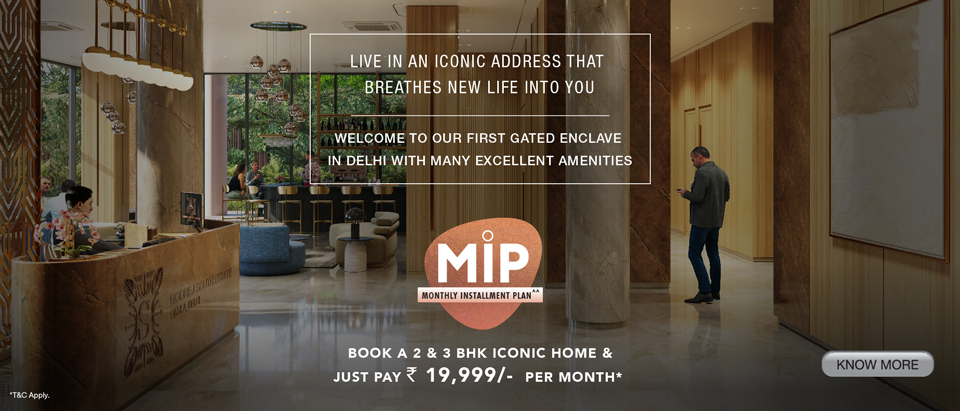 LIVE IN AN ICONIC ADDRESS THAT
BREATHES NEW LIFE INTO YOU
WELCOME TO OUR FIRST GATED ENCLAVE
IN DELHI WITH MANY EXCELLENT AMENITIES
MIP
MONTHLY INSTALLMENT PLAN^^
BOOK A 2 & 3 BHK ICONIC HOME &
JUST PAY ₹ 19,999/- PER MONTH*
KNOW MORE
*T&C Apply.